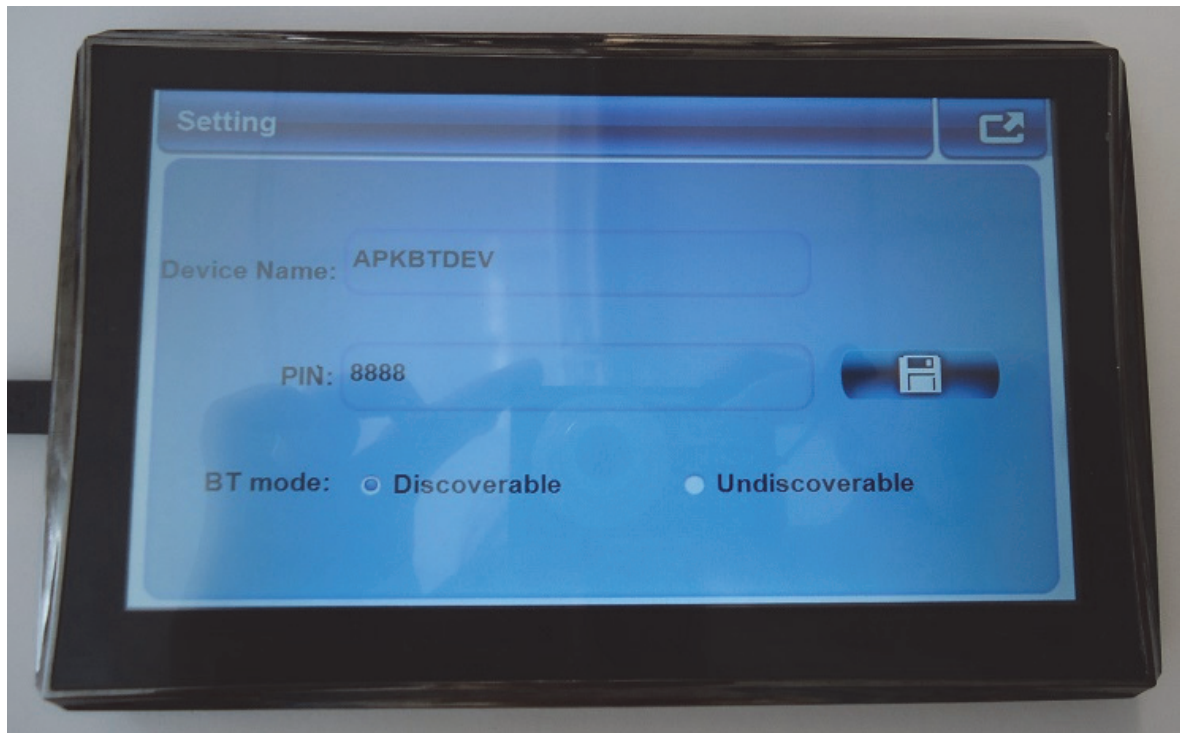 Setting
Device Name: APKBTDEV
PIN: 8888
BT mode: Discoverable Undiscoverable